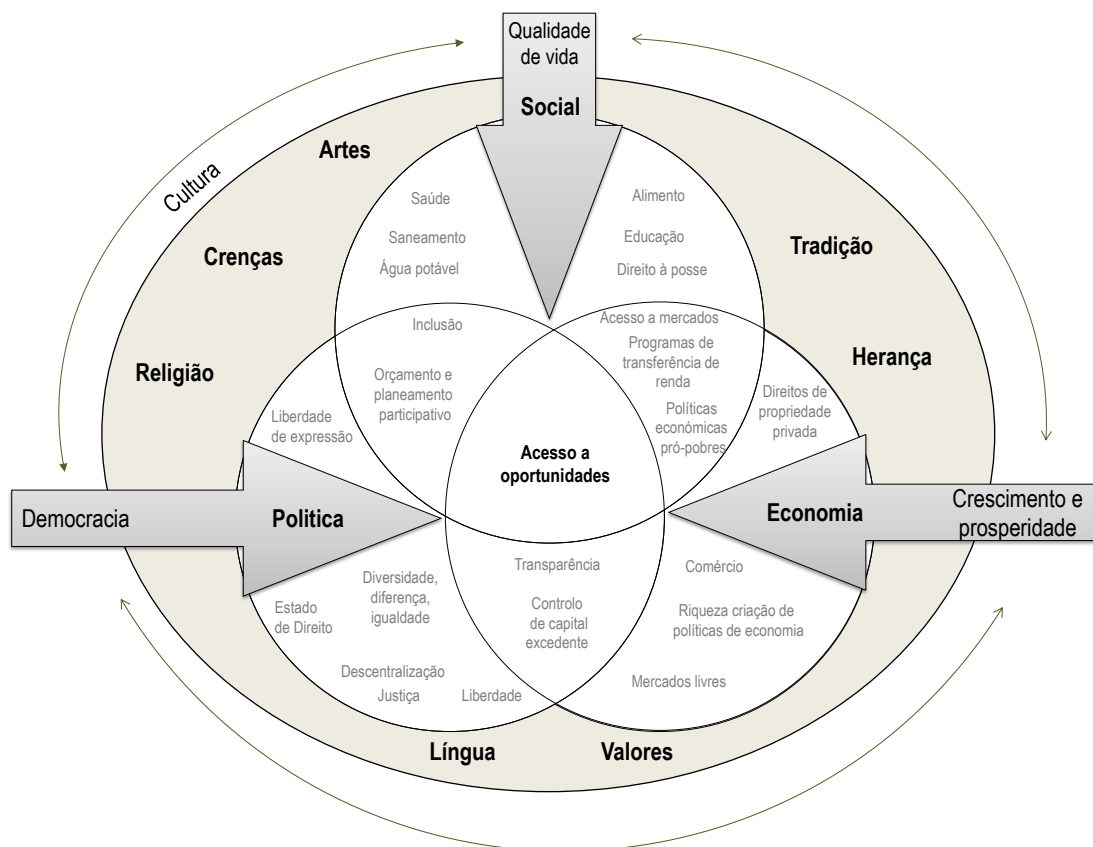 Qualidade
de vida
Social
Artes
Cultura
Crenças
Religião
Tradição
Herança
Saúde
Saneamento
Água potável
Alimento
Educação
Direito à posse
Inclusão
Orçamento e
planeamento
participativo
Acesso a mercados
Programas de
transferência de
renda
Políticas
económicas
pró-pobres
Direitos de
propriedade
privada
Liberdade
de expressão
Acesso a
oportunidades
Democracia
Politica
Economia
Crescimento e
prosperidade
Transparência
Controlo
de capital
excedente
Diversidade,
diferença,
igualdade
Estado
de Direito
Descentralização
Justiça
Liberdade
Comércio
Riqueza criação de
políticas de economia
Mercados livres
Língua
Valores